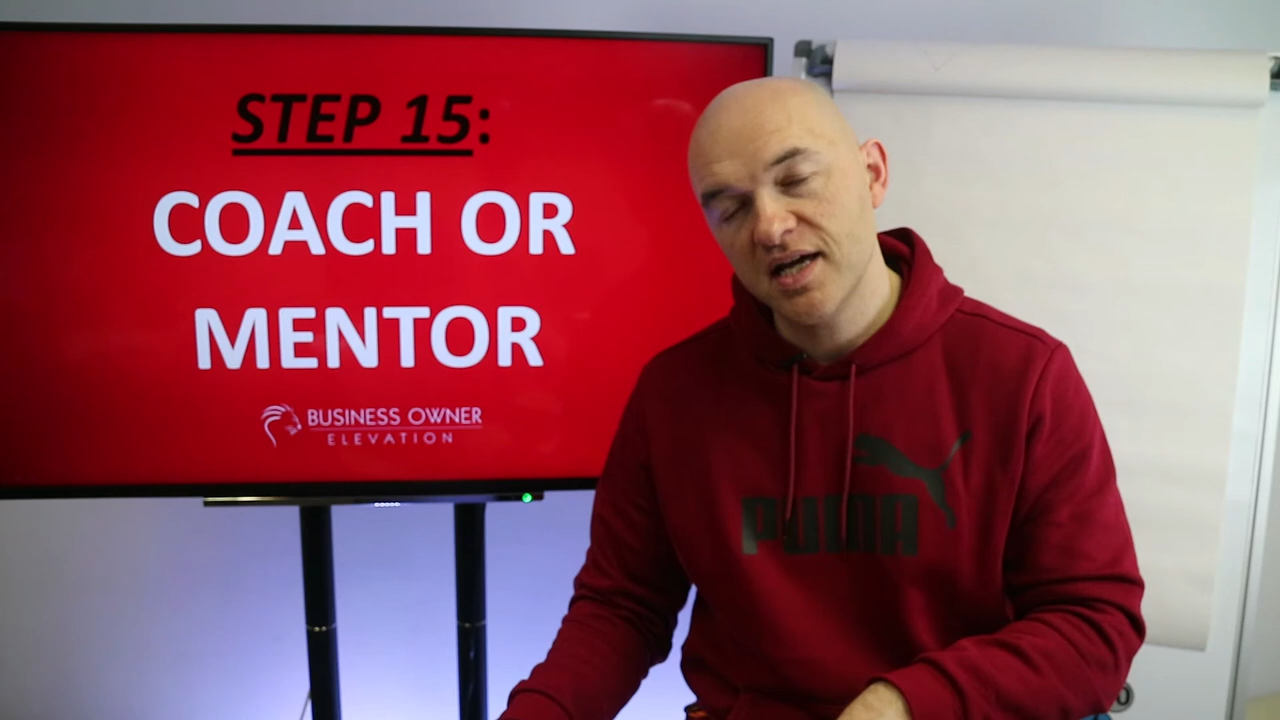 STEP 15:
COACH OR
MENTOR
BUSINESS OWNER
ELEVATION
PUMA